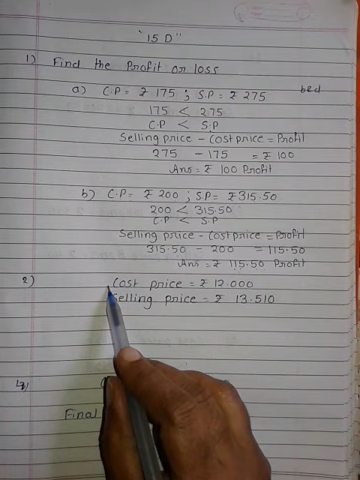 "15 D"
1) Find the Profit or loss
a) C.P = ₹ 175 ; S.P = ₹ 275
175 < 275
C.P < S.P
Selling price - cost price = Profit
275 - 175 = ₹ 100
Ans = ₹ 100 Profit
b) C.P = ₹ 200 ; S.P = ₹ 315.50
200 < 315.50
C.P < S.P
Selling price - cost price = Profit
315.50 - 200 = 115.50
Ans = ₹ 115.50 Profit
2) Cost price = ₹ 12.000
Selling price = ₹ 13.510
Final